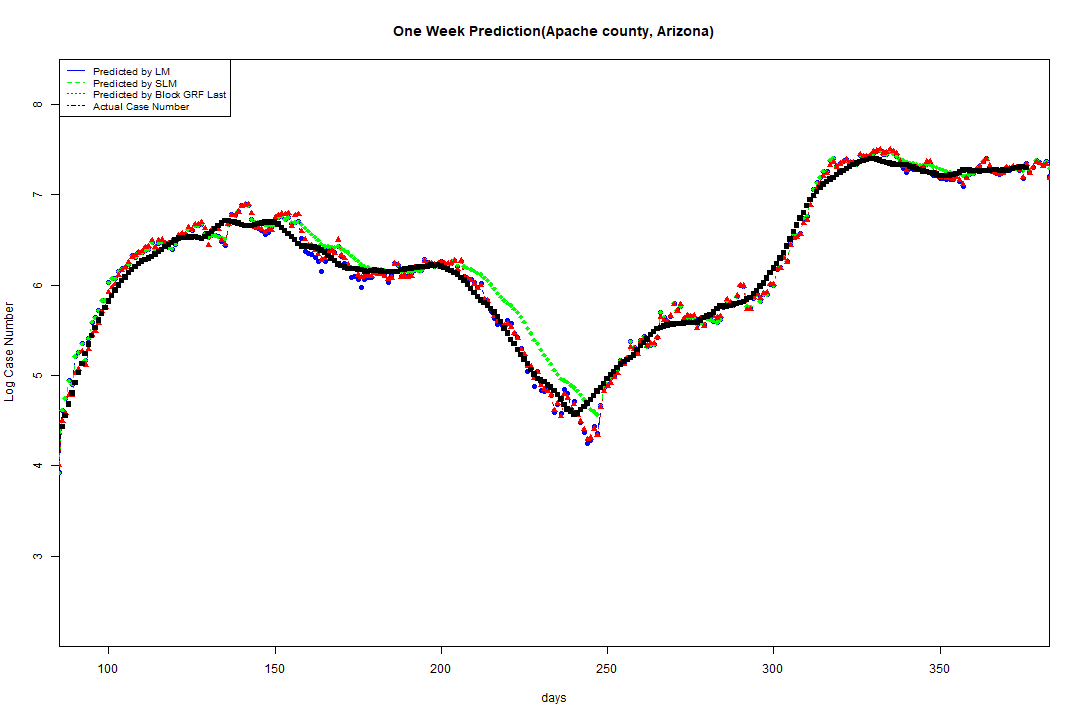 One Week Prediction(Apache county, Arizona)
Predicted by LM
Predicted by SLM
Predicted by Block GRF Last
Actual Case Number
8
7
6
5
4
3
Log Case Number
100 150 200 250 300 350
days